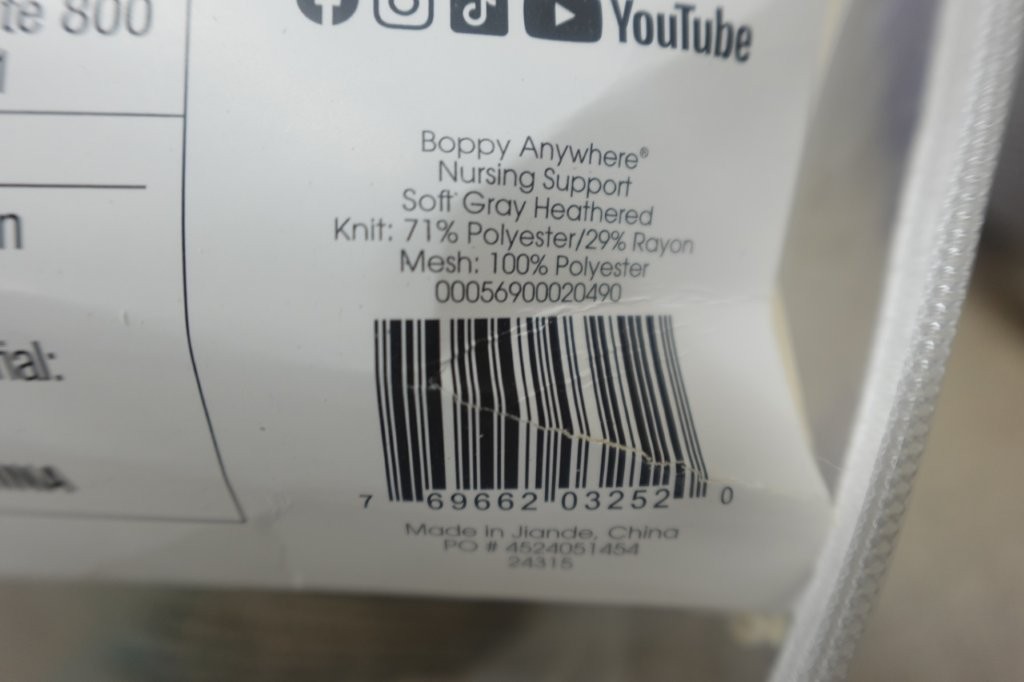 te 800
YouTube
Boppy Anywhere®
Nursing Support
Soft Gray Heathered
Knit: 71% Polyester/29% Rayon
Mesh: 100% Polyester
00056900020490
n
ial:
7 69662 03252 0
Made in Jiande, China
PO # 4524051454
24315